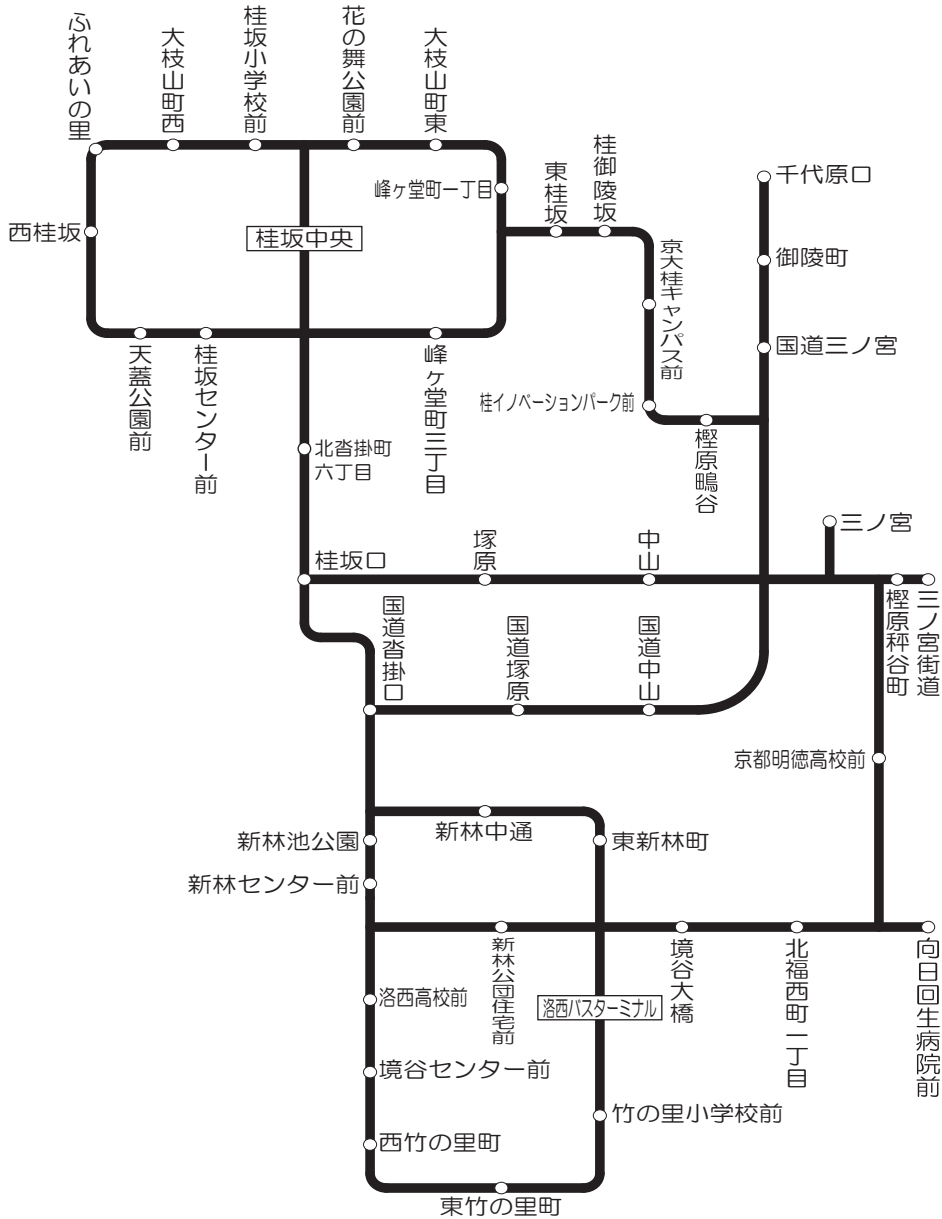 ふれあいの里
大枝山町西
桂坂小学校前
花の舞公園前
大枝山町東
峰ヶ堂町一丁目
東桂坂
桂御陵坂
千代原口
西桂坂
桂坂中央
御陵町
京大桂キャンパス前
国道三ノ宮
天蓋公園前
桂坂センター前
峰ヶ堂町三丁目
桂イノベーションパーク前
樫原鴫谷
北沓掛町
六丁目
三ノ宮
桂坂口
塚原
中山
樫原秤谷町
三ノ宮街道
国道沓掛口
国道塚原
国道中山
京都明徳高校前
新林池公園
新林中通
東新林町
新林センター前
新林公団住宅前
境谷大橋
北福西町一丁目
向日回生病院前
洛西高校前
洛西バスターミナル
境谷センター前
竹の里小学校前
西竹の里町
東竹の里町